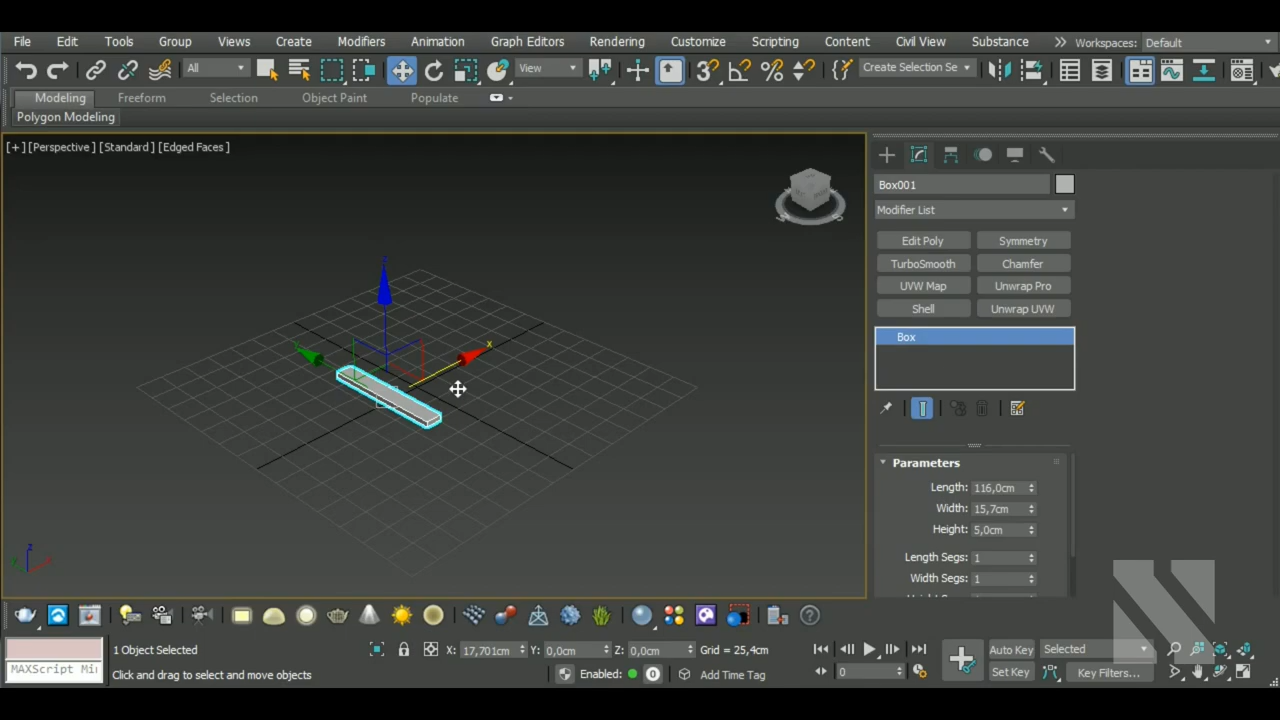 File Edit Tools Group Views Create Modifiers Animation Graph Editors Rendering Customize Scripting Content Civil View Substance Workspaces: Default
All View Create Selection Se
Modeling Freeform Selection Object Paint Populate
Polygon Modeling
[+] [Perspective] [Standard] [Edged Faces]
Box001
Modifier List
Edit Poly Symmetry
TurboSmooth Chamfer
UVW Map Unwrap Pro
Shell Unwrap UVW
Box
z
x
Parameters
Length: 116,0cm
Width: 15,7cm
Height: 5,0cm
Length Segs: 1
Width Segs: 1
1 Object Selected X: 17,701cm Y: 0,0cm Z: 0,0cm Grid = 25,4cm Auto Key Selected
MAXScript Mi
Click and drag to select and move objects Enabled: Add Time Tag 0 Set Key Key Filters...